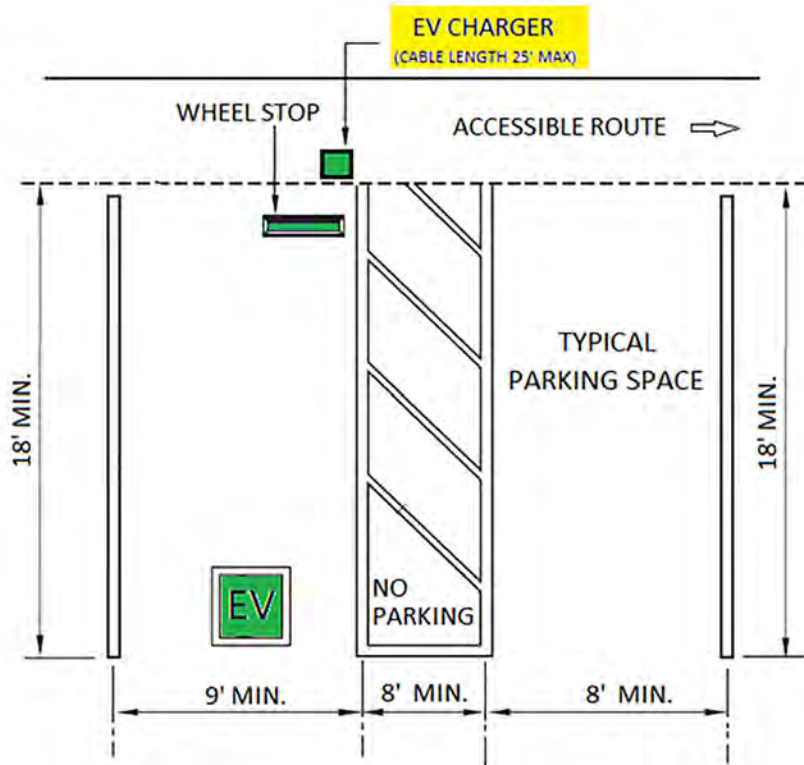 EV CHARGER
(CABLE LENGTH 25' MAX)
WHEEL STOP
ACCESSIBLE ROUTE
TYPICAL
PARKING SPACE
18' MIN.
18' MIN.
EV
NO
PARKING
9' MIN.
8' MIN.
8' MIN.